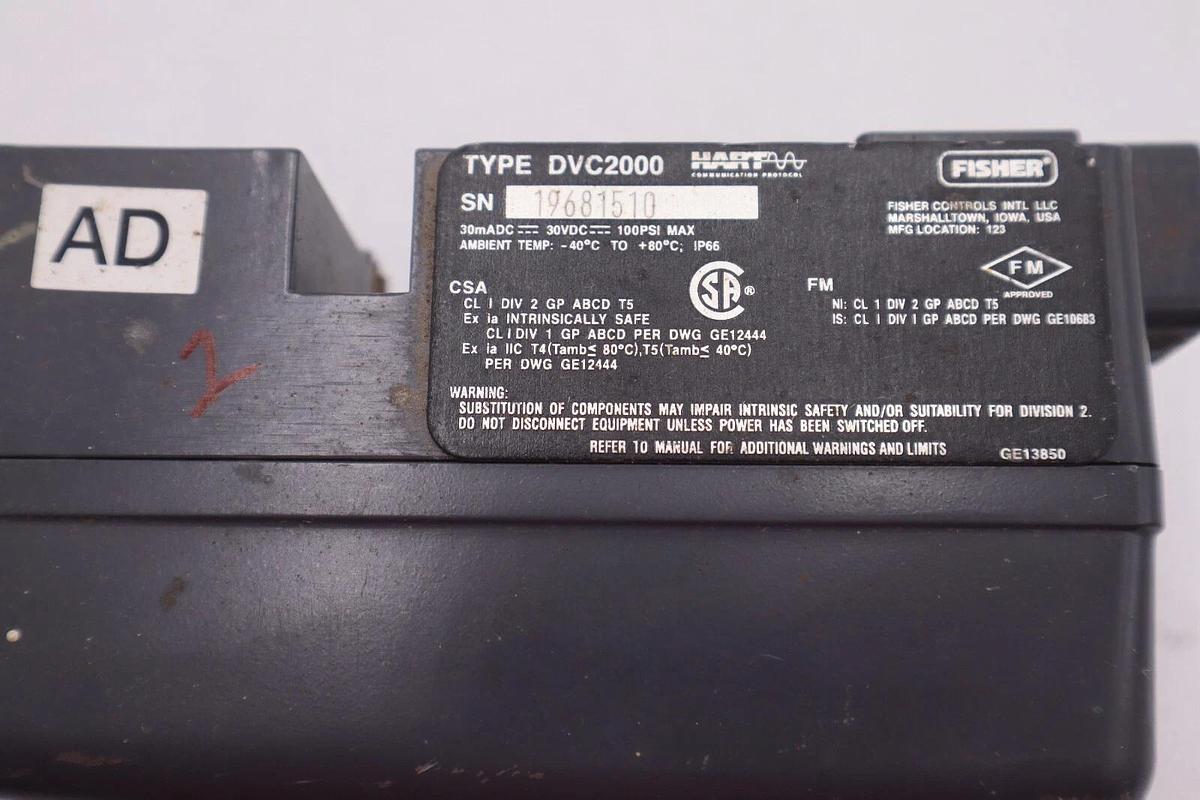 AD
2
TYPE DVC2000 HART
COMMUNICATION PROTOCOL
SN 19681510
30mADC 30VDC 100PSI MAX
AMBIENT TEMP: -40°C TO +80°C; IP66
FISHER®
FISHER CONTROLS INTL LLC
MARSHALLTOWN, IOWA, USA
MFG LOCATION: 123
CSA
CL I DIV 2 GP ABCD T5
Ex ia INTRINSICALLY SAFE
CL I DIV 1 GP ABCD PER DWG GE12444
Ex ia IIC T4(Tamb≤ 80°C),T5(Tamb≤ 40°C)
PER DWG GE12444
SA®
FM
FM
APPROVED
NI: CL 1 DIV 2 GP ABCD T5
IS: CL I DIV I GP ABCD PER DWG GE10683
WARNING:
SUBSTITUTION OF COMPONENTS MAY IMPAIR INTRINSIC SAFETY AND/OR SUITABILITY FOR DIVISION 2.
DO NOT DISCONNECT EQUIPMENT UNLESS POWER HAS BEEN SWITCHED OFF.
REFER TO MANUAL FOR ADDITIONAL WARNINGS AND LIMITS
GE13850